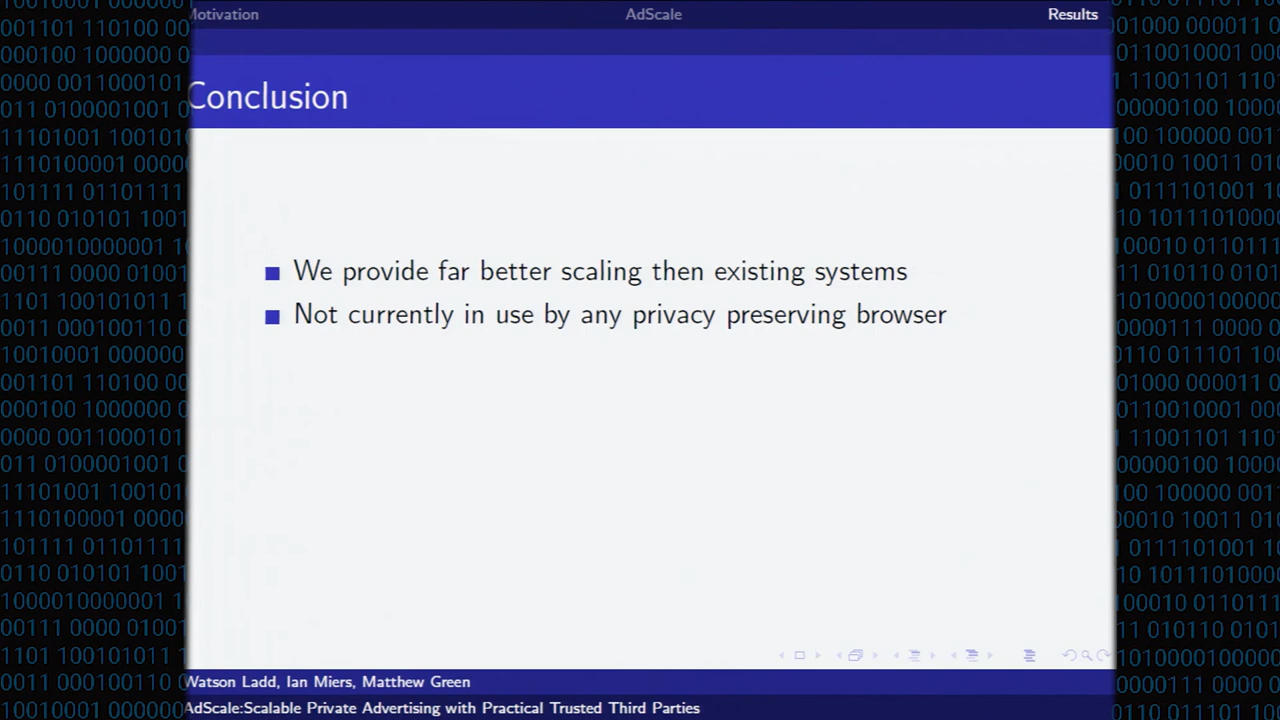 Motivation
AdScale
Results
Conclusion
We provide far better scaling then existing systems
Not currently in use by any privacy preserving browser
Watson Ladd, Ian Miers, Matthew Green
AdScale:Scalable Private Advertising with Practical Trusted Third Parties